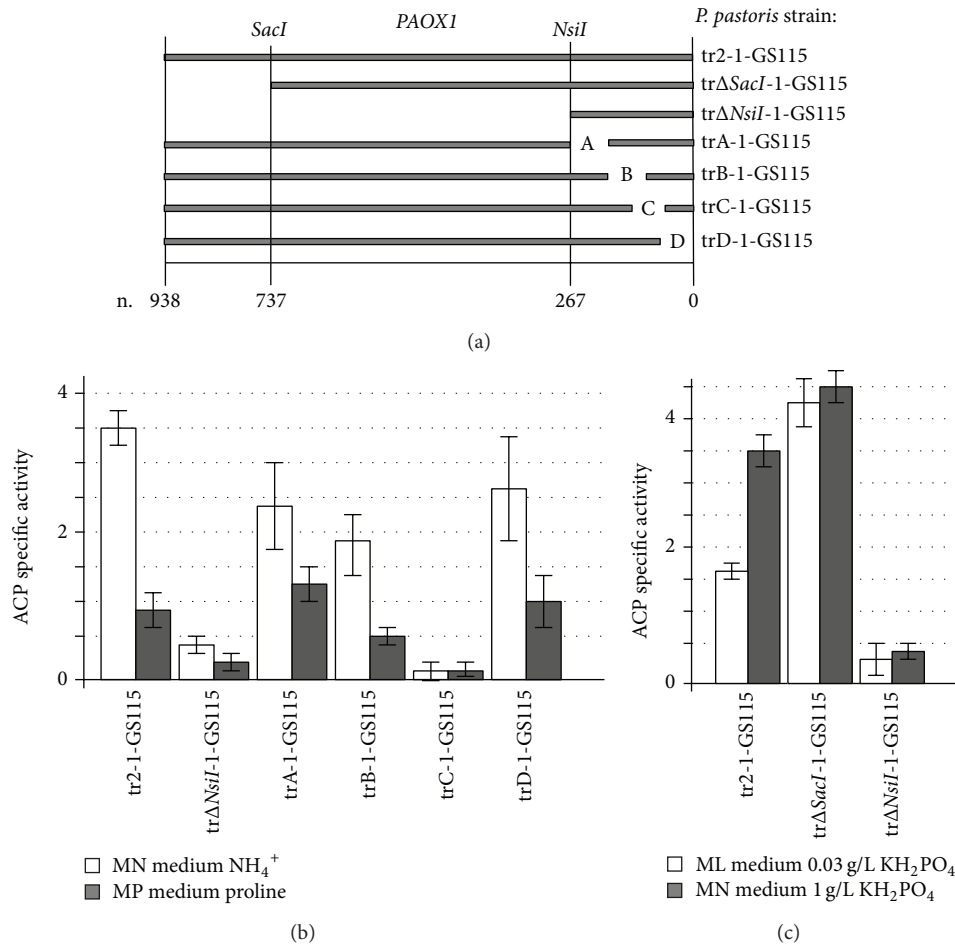 P. pastoris strain:
SacI
PAOX1
NsiI
tr2-1-GS115
trΔSacI-1-GS115
trΔNsiI-1-GS115
A
trA-1-GS115
B
trB-1-GS115
C
trC-1-GS115
D
trD-1-GS115
n. 938 737 267 0
(a)
ACP specific activity
4
2
0
tr2-1-GS115
trΔNsiI-1-GS115
trA-1-GS115
trB-1-GS115
trC-1-GS115
trD-1-GS115
MN medium NH₄⁺
MP medium proline
(b)
ACP specific activity
4
2
0
tr2-1-GS115
trΔSacI-1-GS115
trΔNsiI-1-GS115
ML medium 0.03 g/L KH₂PO₄
MN medium 1 g/L KH₂PO₄
(c)